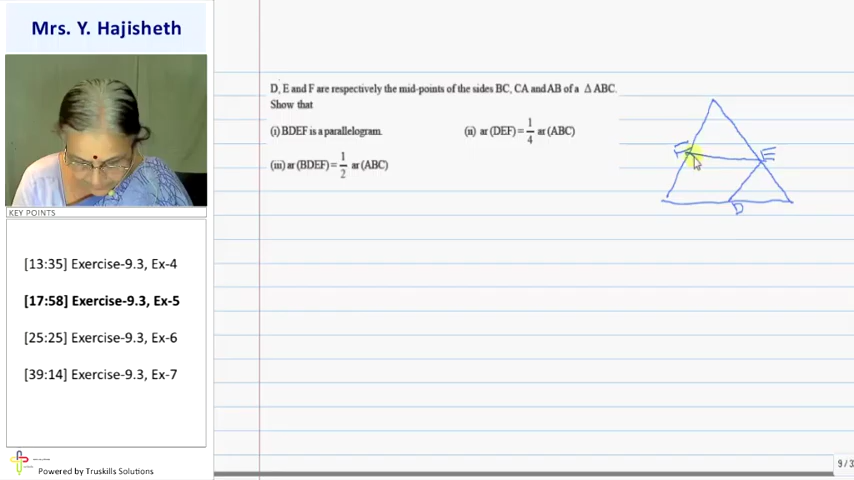 Mrs. Y. Hajisheth
KEY POINTS
[13:35] Exercise-9.3, Ex-4
[17:58] Exercise-9.3, Ex-5
[25:25] Exercise-9.3, Ex-6
[39:14] Exercise-9.3, Ex-7
Powered by Truskills Solutions
D, E and F are respectively the mid-points of the sides BC, CA and AB of a Δ ABC.
Show that
(i) BDEF is a parallelogram.
(ii) ar (DEF) = 1/4 ar (ABC)
(iii) ar (BDEF) = 1/2 ar (ABC)
F
E
D